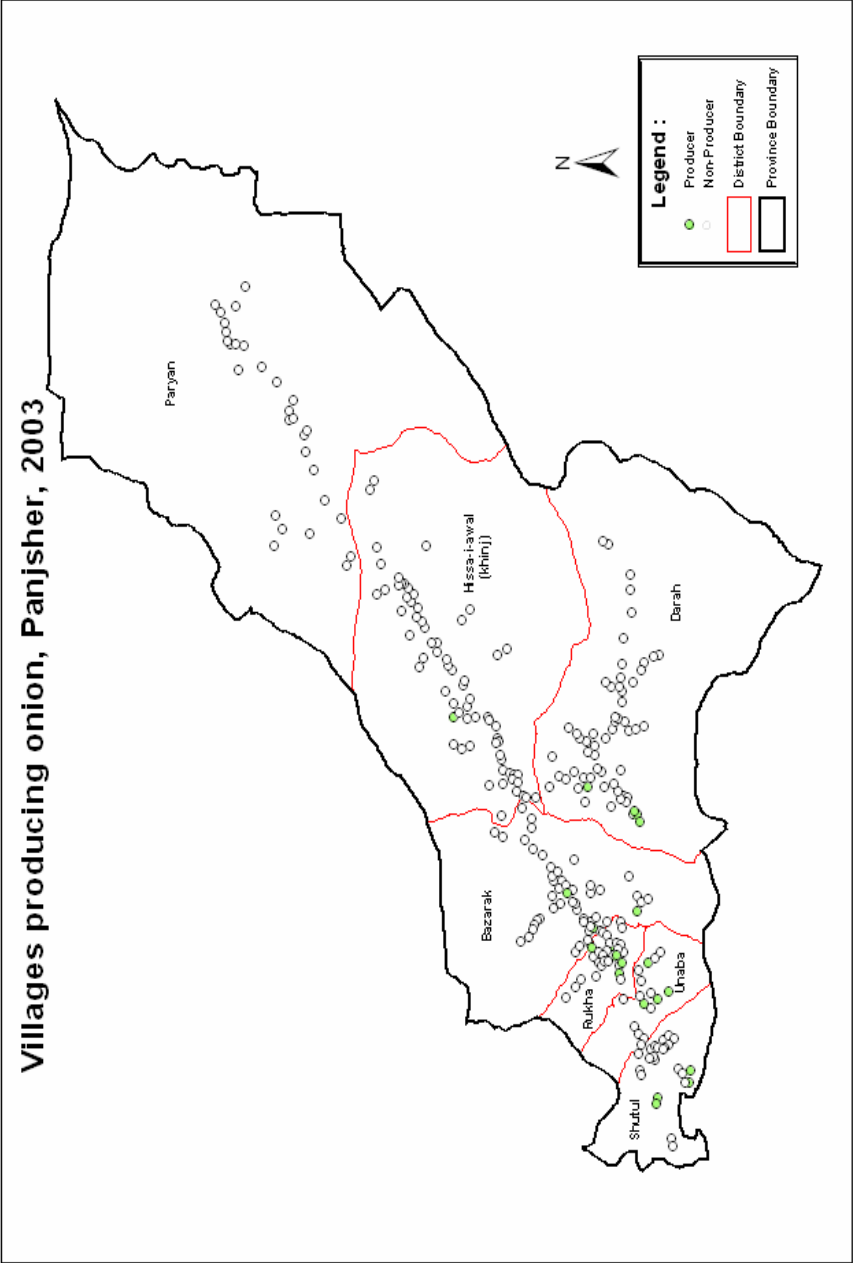 Villages producing onion, Panjsher, 2003
Paryan
Hissa-i-awal
(khinj)
Darah
Bazarak
Rukha
Unaba
Shutul
N
Legend :
Producer
Non-Producer
District Boundary
Province Boundary